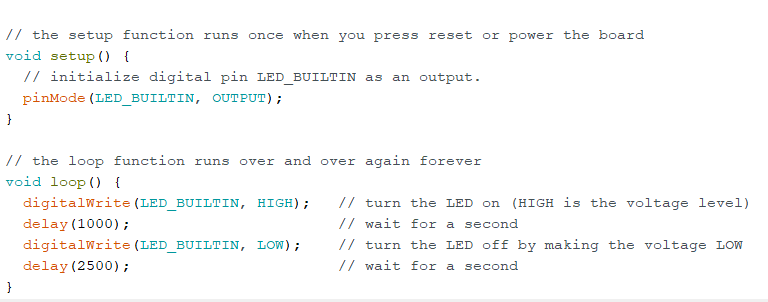 // the setup function runs once when you press reset or power the board
void setup() {
  // initialize digital pin LED_BUILTIN as an output.
  pinMode(LED_BUILTIN, OUTPUT);
}

// the loop function runs over and over again forever
void loop() {
  digitalWrite(LED_BUILTIN, HIGH);   // turn the LED on (HIGH is the voltage level)
  delay(1000);                       // wait for a second
  digitalWrite(LED_BUILTIN, LOW);    // turn the LED off by making the voltage LOW
  delay(2500);                       // wait for a second
}